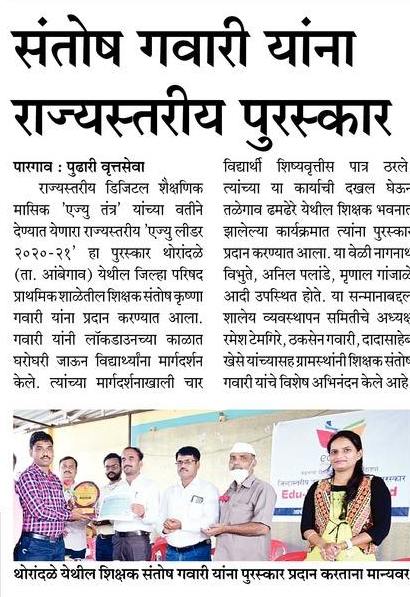 संतोष गवारी यांना
राज्यस्तरीय पुरस्कार
पारगाव : पुढारी वृत्तसेवा
राज्यस्तरीय डिजिटल शैक्षणिक
मासिक 'एज्यु तंत्र' यांच्या वतीने
देण्यात येणारा राज्यस्तरीय 'एज्यु लीडर
२०२०-२१' हा पुरस्कार थोरांदळे
(ता. आंबेगाव) येथील जिल्हा परिषद
प्राथमिक शाळेतील शिक्षक संतोष कृष्णा
गवारी यांना प्रदान करण्यात आला.
गवारी यांनी लॉकडाउनच्या काळात
घरोघरी जाऊन विद्यार्थ्यांना मार्गदर्शन
केले. त्यांच्या मार्गदर्शनाखाली चार
विद्यार्थी शिष्यवृत्तीस पात्र ठरले
त्यांच्या या कार्याची दखल घेऊन
तळेगाव ढमढेरे येथील शिक्षक भवनात
झालेल्या कार्यक्रमात त्यांना पुरस्कार
प्रदान करण्यात आला. या वेळी नागनाथ
विभुते, अनिल पलांडे, मृणाल गांजाळे
आदी उपस्थित होते. या सन्मानाबद्दल
शालेय व्यवस्थापन समितीचे अध्यक्ष
रमेश टेमगिरे, ठकसेन गवारी, दादासाहेब
खेसे यांच्यासह ग्रामस्थांनी शिक्षक संतोष
गवारी यांचे विशेष अभिनंदन केले आहे
Edu-
थोरांदळे येथील शिक्षक संतोष गवारी यांना पुरस्कार प्रदान करताना मान्यवर